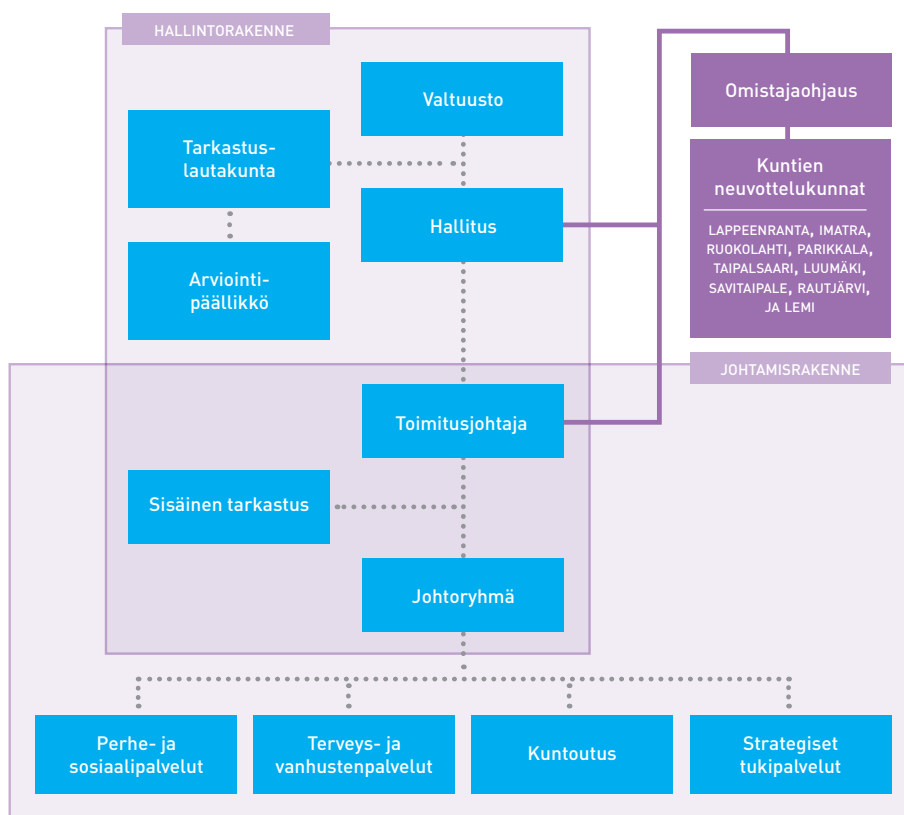 HALLINTORAKENNE
Valtuusto
Tarkastus-
lautakunta
Hallitus
Arviointi-
päällikkö
Omistajaohjaus
Kuntien
neuvottelukunnat
LAPPEENRANTA, IMATRA,
RUOKOLAHTI, PARIKKALA,
TAIPALSAARI, LUUMÄKI,
SAVITAIPALE, RAUTJÄRVI,
JA LEMI
JOHTAMISRAKENNE
Toimitusjohtaja
Sisäinen tarkastus
Johtoryhmä
Perhe- ja
sosiaalipalvelut
Terveys- ja
vanhustenpalvelut
Kuntoutus
Strategiset
tukipalvelut